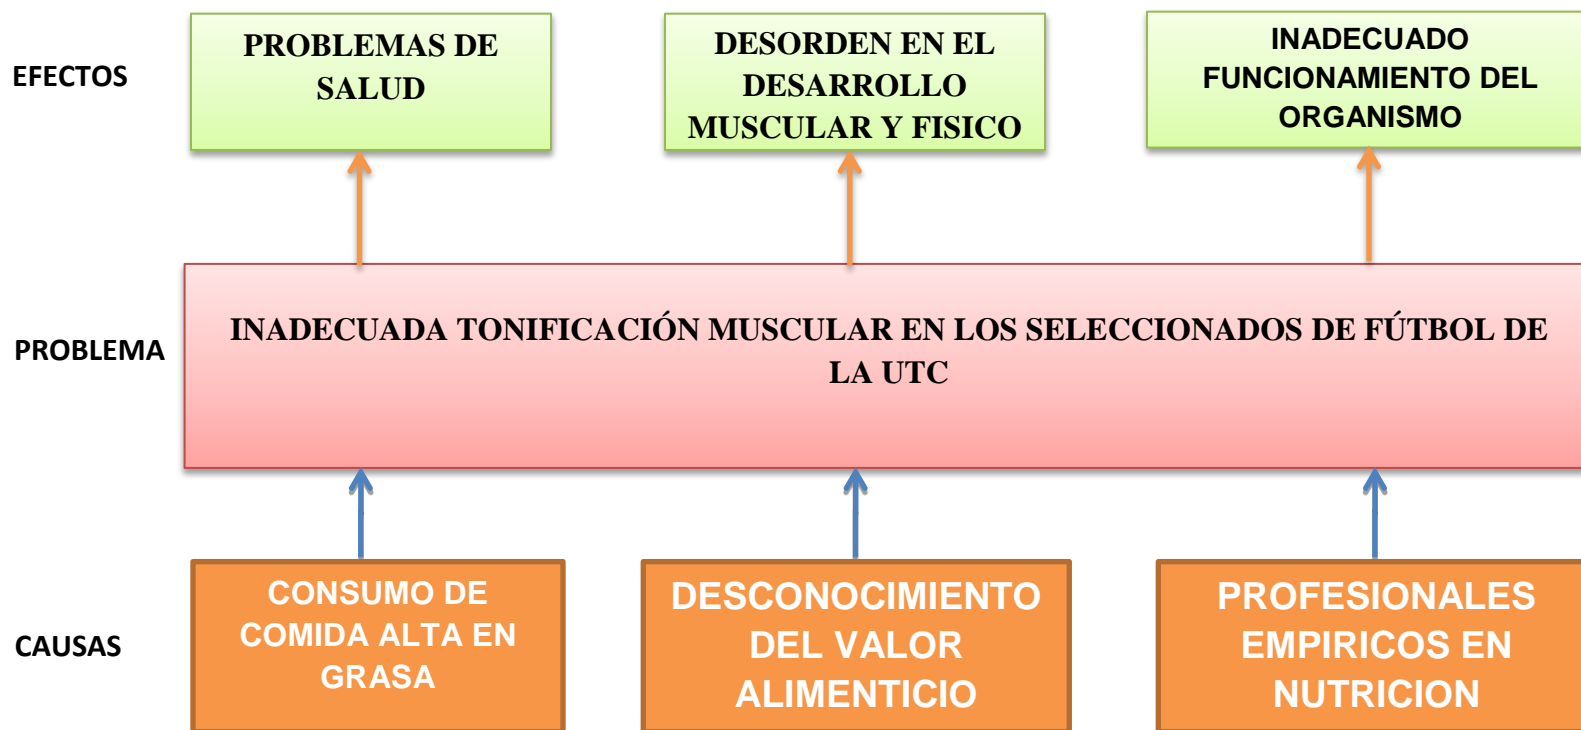 EFECTOS
PROBLEMAS DE
SALUD
DESORDEN EN EL
DESARROLLO
MUSCULAR Y FISICO
INADECUADO
FUNCIONAMIENTO DEL
ORGANISMO
PROBLEMA
INADECUADA TONIFICACIÓN MUSCULAR EN LOS SELECCIONADOS DE FÚTBOL DE
LA UTC
CAUSAS
CONSUMO DE
COMIDA ALTA EN
GRASA
DESCONOCIMIENTO
DEL VALOR
ALIMENTICIO
PROFESIONALES
EMPIRICOS EN
NUTRICION